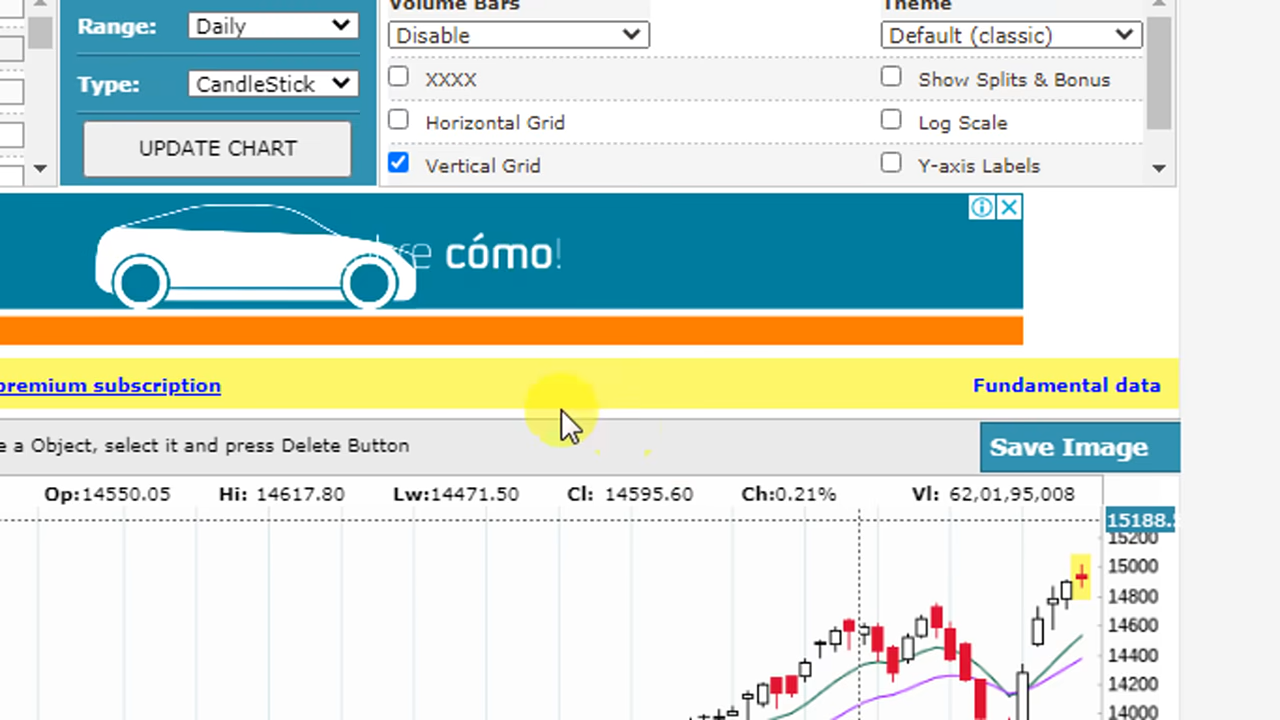 Volume Bars
Theme
Range: Daily
Disable
Default (classic)
Type: CandleStick
XXXX
Show Splits & Bonus
UPDATE CHART
Horizontal Grid
Log Scale
Vertical Grid
Y-axis Labels
cómo!
premium subscription
Fundamental data
e a Object, select it and press Delete Button
Save Image
Op:14550.05 Hi: 14617.80 Lw:14471.50 Cl: 14595.60 Ch:0.21% Vl: 62,01,95,008
15188.
15200
15000
14800
14600
14400
14200
14000